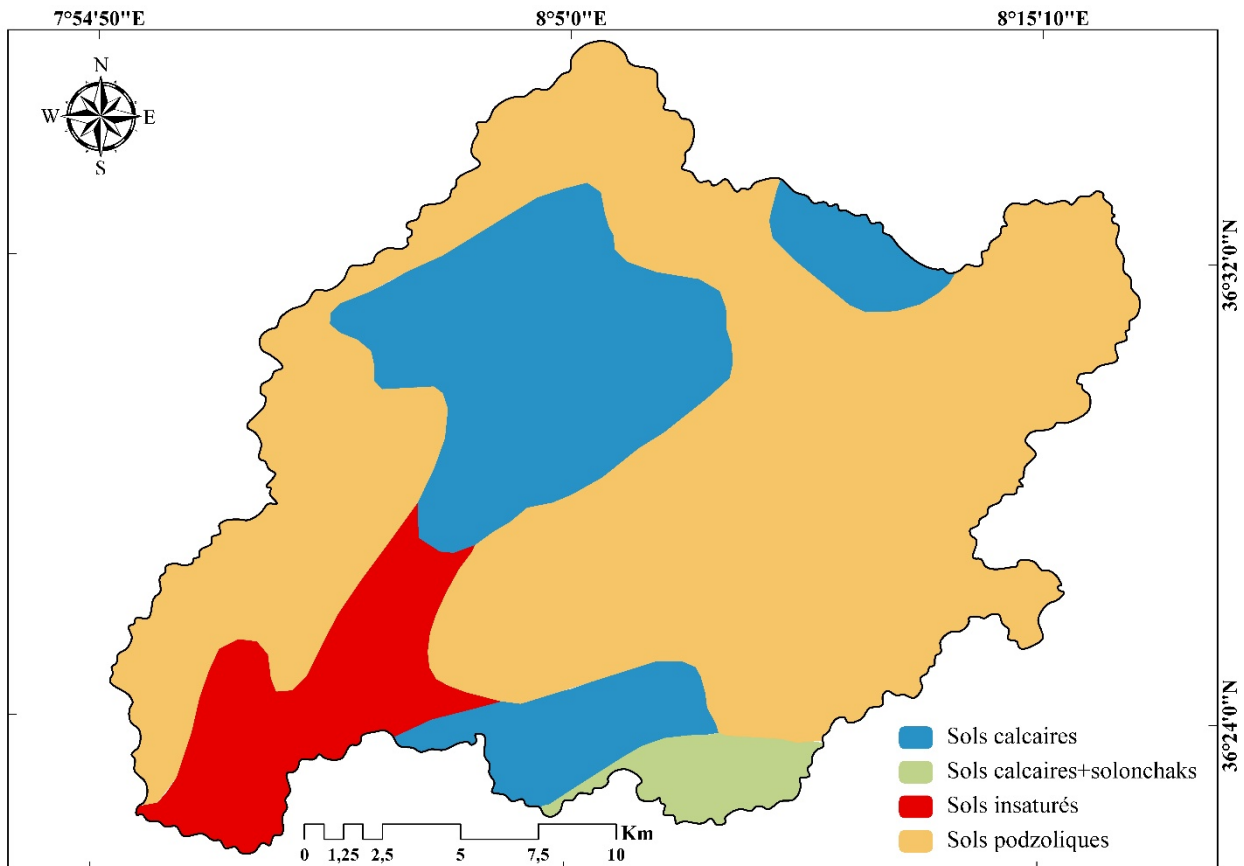 7°54'50"E 8°5'0"E 8°15'10"E
N
W E
S
36°32'0"N
36°24'0"N
Sols calcaires
Sols calcaires+solonchaks
Sols insaturés
Sols podzoliques
Km
0 1,25 2,5 5 7,5 10